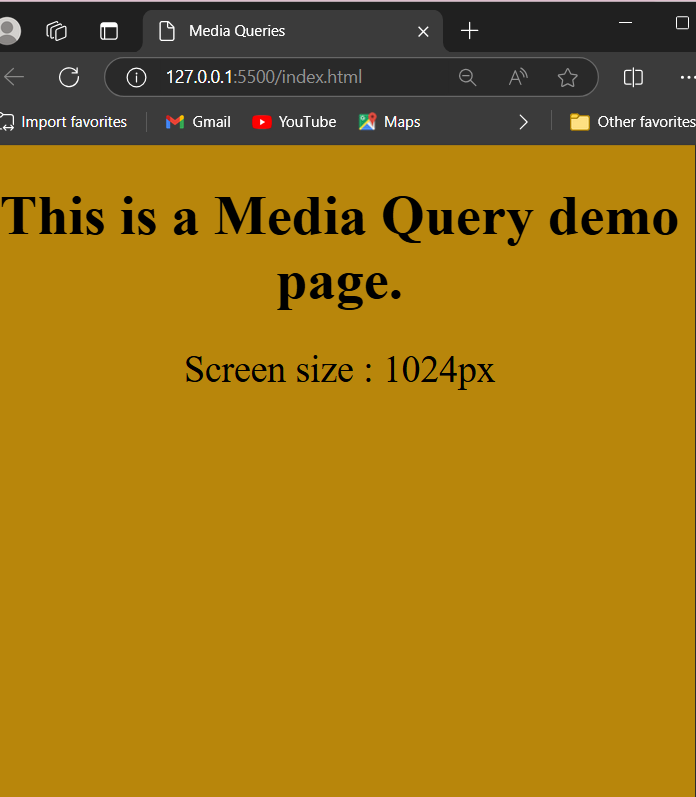 Media Queries
127.0.0.1:5500/index.html
Import favorites Gmail YouTube Maps Other favorites
This is a Media Query demo
page.
Screen size : 1024px